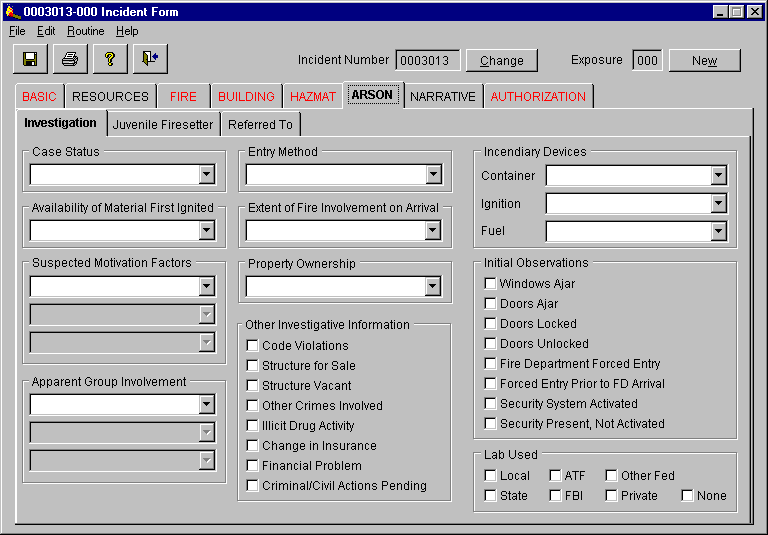 0003013-000 Incident Form
File Edit Routine Help
Incident Number 0003013 Change Exposure 000 New
BASIC RESOURCES FIRE BUILDING HAZMAT ARSON NARRATIVE AUTHORIZATION
Investigation Juvenile Firesetter Referred To
Case Status
Availability of Material First Ignited
Suspected Motivation Factors
Apparent Group Involvement
Entry Method
Extent of Fire Involvement on Arrival
Property Ownership
Other Investigative Information
Code Violations
Structure for Sale
Structure Vacant
Other Crimes Involved
Illicit Drug Activity
Change in Insurance
Financial Problem
Criminal/Civil Actions Pending
Incendiary Devices
Container
Ignition
Fuel
Initial Observations
Windows Ajar
Doors Ajar
Doors Locked
Doors Unlocked
Fire Department Forced Entry
Forced Entry Prior to FD Arrival
Security System Activated
Security Present, Not Activated
Lab Used
Local ATF Other Fed
State FBI Private None